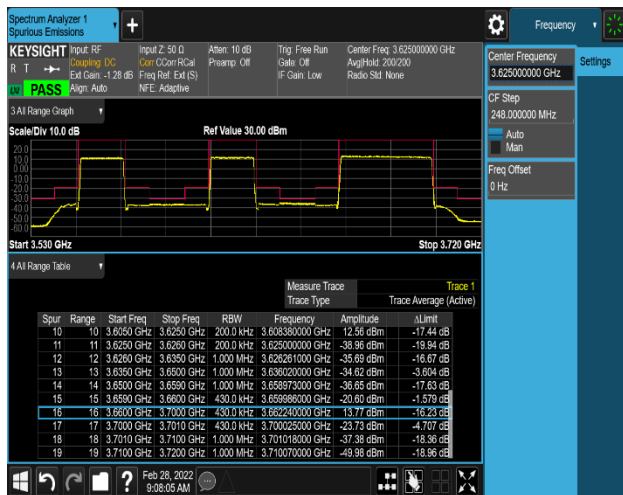 Spectrum Analyzer 1
Spurious Emissions
Frequency
KEYSIGHT
R T
LXI PASS
Input: RF
Coupling: DC
Ext Gain: -1.28 dB
Align: Auto
Input Z: 50 Ω
Corr CCorr RCal
Freq Ref: Ext (S)
NFE: Adaptive
Atten: 10 dB
Preamp: Off
Trig: Free Run
Gate: Off
IF Gain: Low
Center Freq: 3.625000000 GHz
Avg|Hold: 200/200
Radio Std: None
Center Frequency
3.625000000 GHz
Settings
CF Step
248.000000 MHz
Auto
Man
Freq Offset
0 Hz
3 All Range Graph
Scale/Div 10.0 dB
Ref Value 30.00 dBm
20.0
10.0
0.00
-10.0
-20.0
-30.0
-40.0
-50.0
-60.0
Start 3.530 GHz
Stop 3.720 GHz
4 All Range Table
Measure Trace Trace 1
Trace Type Trace Average (Active)
Spur Range Start Freq Stop Freq RBW Frequency Amplitude ΔLimit
10 10 3.6050 GHz 3.6250 GHz 200.0 kHz 3.608380000 GHz 12.56 dBm -17.44 dB
11 11 3.6250 GHz 3.6260 GHz 200.0 kHz 3.625000000 GHz -38.96 dBm -19.94 dB
12 12 3.6260 GHz 3.6350 GHz 1.000 MHz 3.626261000 GHz -35.69 dBm -16.67 dB
13 13 3.6350 GHz 3.6500 GHz 1.000 MHz 3.636020000 GHz -34.62 dBm -3.604 dB
14 14 3.6500 GHz 3.6590 GHz 1.000 MHz 3.658973000 GHz -36.65 dBm -17.63 dB
15 15 3.6590 GHz 3.6600 GHz 430.0 kHz 3.659986000 GHz -20.60 dBm -1.579 dB
16 16 3.6600 GHz 3.7000 GHz 430.0 kHz 3.662240000 GHz 13.77 dBm -16.23 dB
17 17 3.7000 GHz 3.7010 GHz 430.0 kHz 3.700025000 GHz -23.73 dBm -4.707 dB
18 18 3.7010 GHz 3.7100 GHz 1.000 MHz 3.701018000 GHz -37.38 dBm -18.36 dB
19 19 3.7100 GHz 3.7200 GHz 1.000 MHz 3.710070000 GHz -49.98 dBm -18.96 dB
Feb 28, 2022
9:08:05 AM